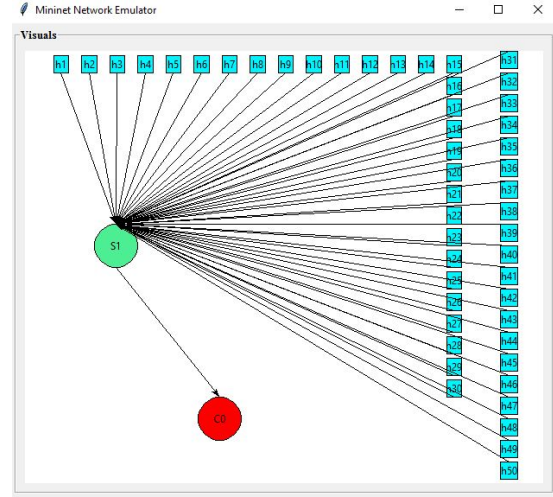 Mininet Network Emulator
Visuals
h1 h2 h3 h4 h5 h6 h7 h8 h9 h10 h11 h12 h13 h14 h15
h16
h17
h18
h19
h20
h21
h22
h23
h24
h25
h26
h27
h28
h29
h30
h31
h32
h33
h34
h35
h36
h37
h38
h39
h40
h41
h42
h43
h44
h45
h46
h47
h48
h49
h50
S1
C0